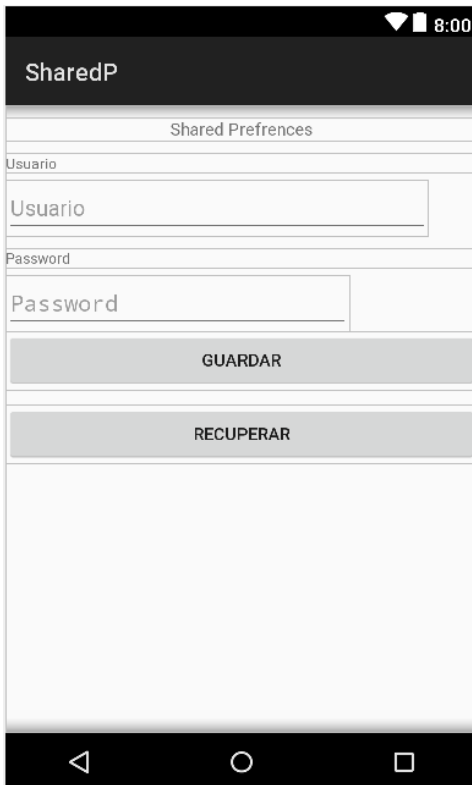 8:00
SharedP
Shared Prefrences
Usuario
Usuario
Password
Password
GUARDAR
RECUPERAR